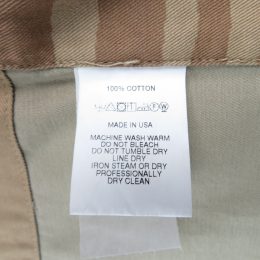 100% COTTON
F W
MADE IN USA
MACHINE WASH WARM
DO NOT BLEACH
DO NOT TUMBLE DRY
LINE DRY
IRON STEAM OR DRY
PROFESSIONALLY
DRY CLEAN